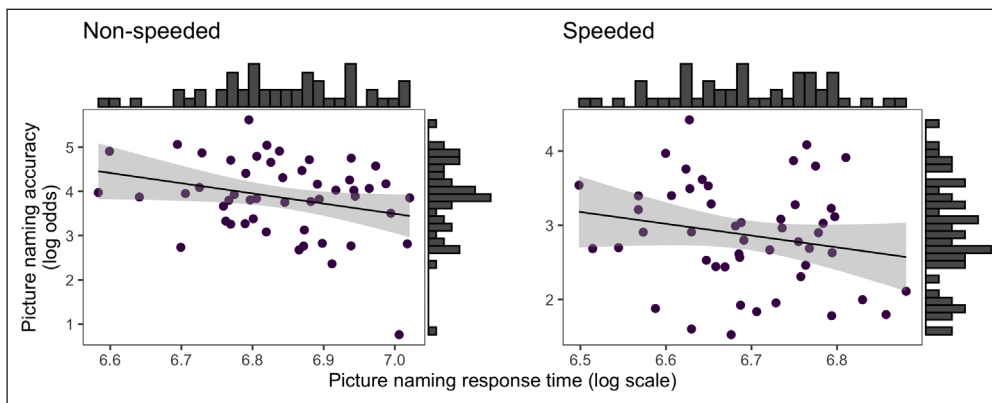 Non-speeded
Speeded
Picture naming accuracy
(log odds)
5
4
3
2
1
6.6 6.7 6.8 6.9 7.0
4
3
2
6.5 6.6 6.7 6.8
Picture naming response time (log scale)